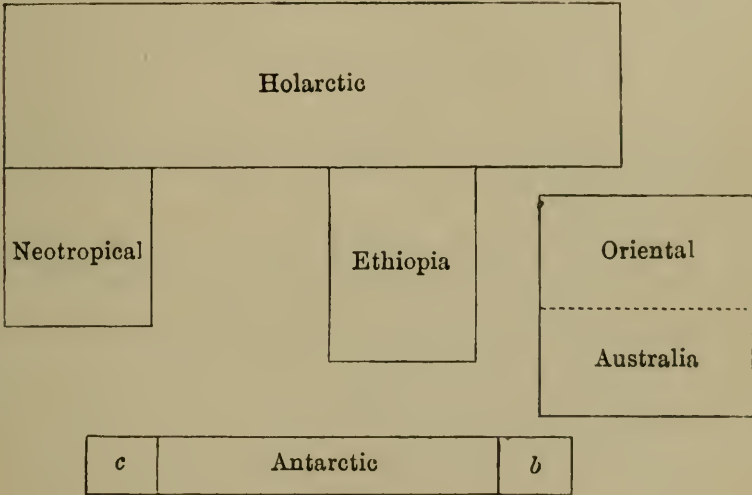 Holarctic
Neotropical
Ethiopia
Oriental
Australia
c Antarctic b